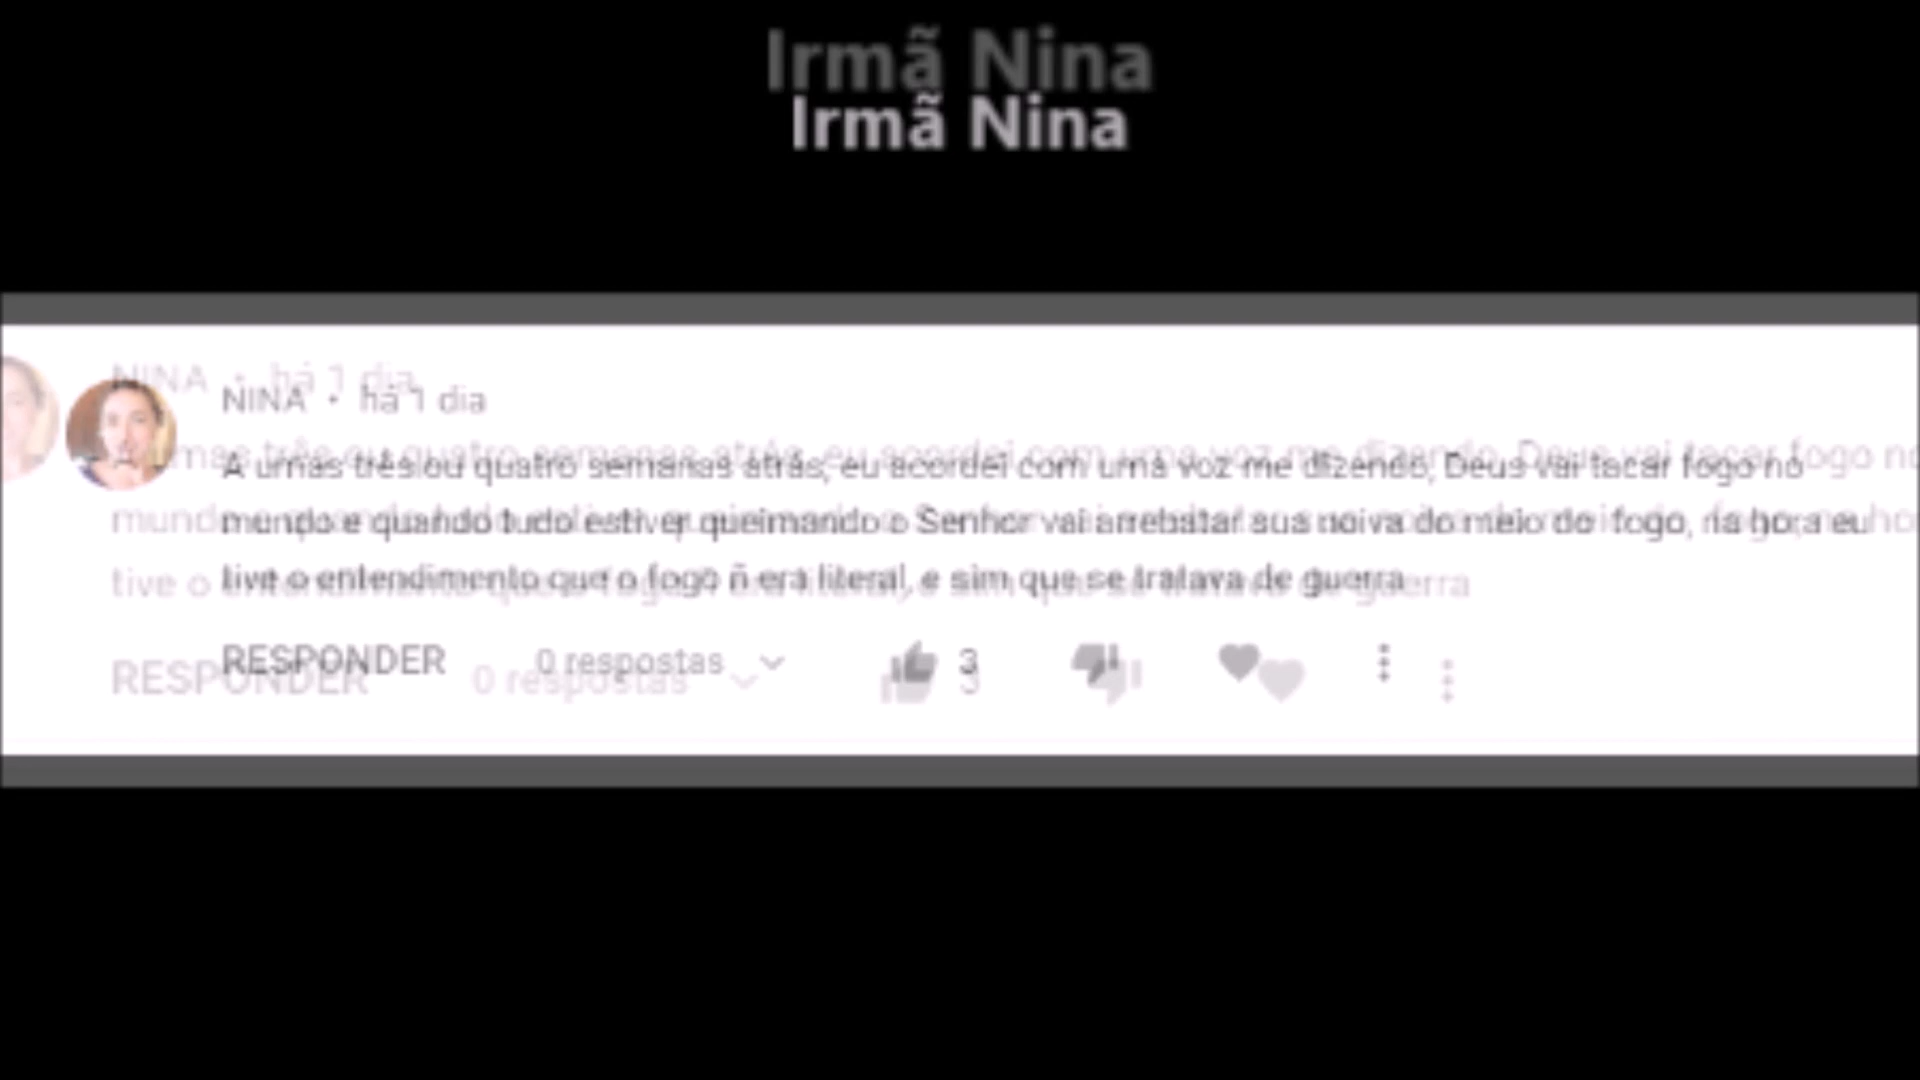 Irmã Nina
Irmã Nina
NINA • há 1 dia
A umas três ou quatro semanas atrás, eu acordei com uma voz me dizendo, Deus vai tacar fogo no
mundo e quando tudo estiver queimando o Senhor vai arrebatar sua noiva do meio do fogo, na hora eu
tive o entendimento que o fogo ñ era literal, e sim que se tratava de guerra
RESPONDER 0 respostas 3